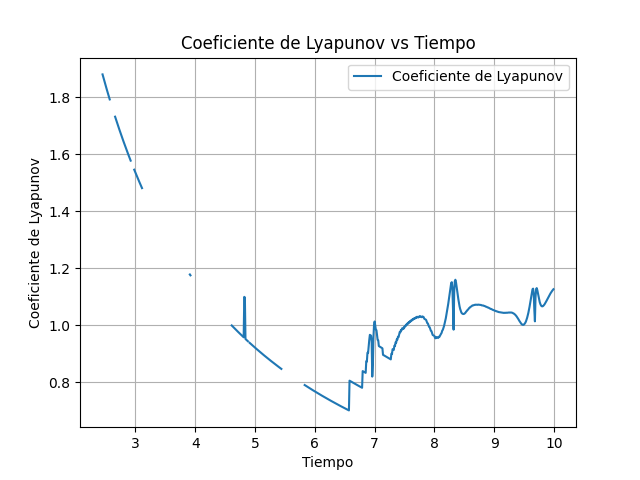 Coeficiente de Lyapunov vs Tiempo
Coeficiente de Lyapunov
Coeficiente de Lyapunov
1.8
1.6
1.4
1.2
1.0
0.8
3 4 5 6 7 8 9 10
Tiempo